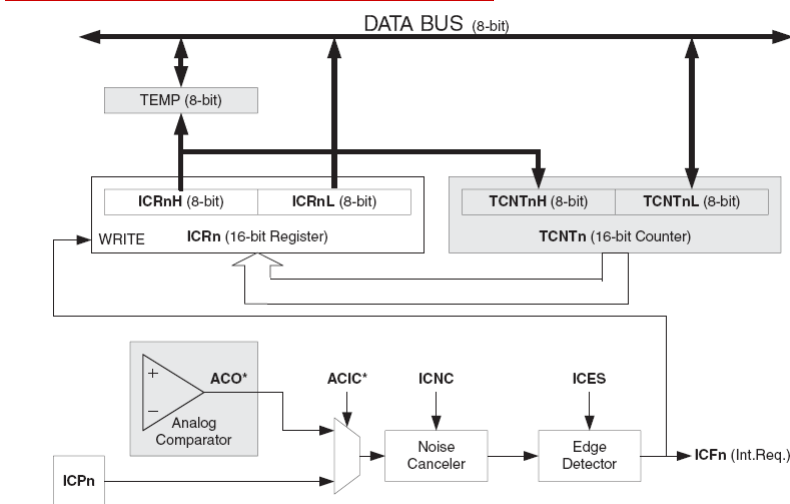 DATA BUS (8-bit)
TEMP (8-bit)
ICRnH (8-bit)
ICRnL (8-bit)
TCNTnH (8-bit)
TCNTnL (8-bit)
WRITE
ICRn (16-bit Register)
TCNTn (16-bit Counter)
+
ACO*
ACIC*
ICNC
ICES
−
Analog
Comparator
Noise
Canceler
Edge
Detector
ICFn (Int.Req.)
ICPn